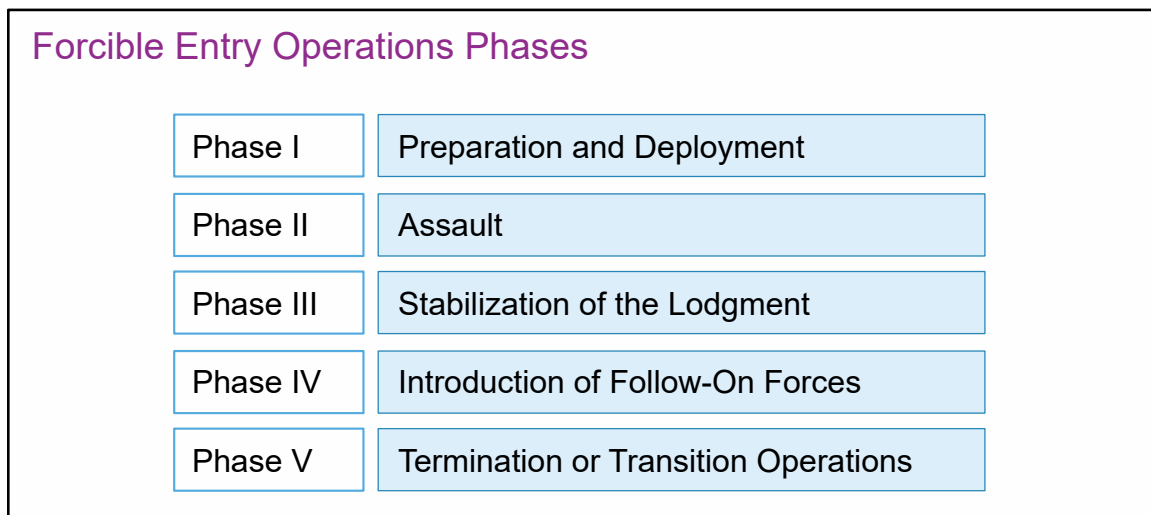 Forcible Entry Operations Phases
Phase I Preparation and Deployment
Phase II Assault
Phase III Stabilization of the Lodgment
Phase IV Introduction of Follow-On Forces
Phase V Termination or Transition Operations